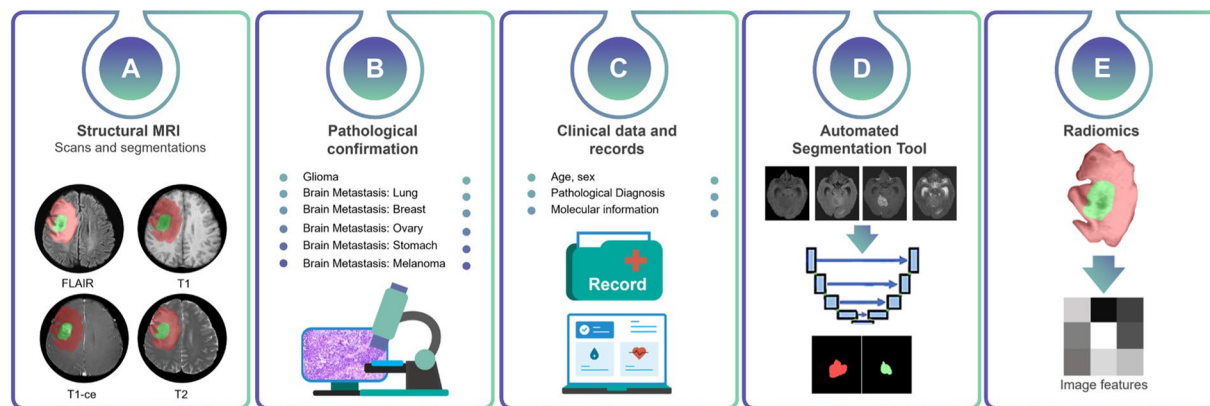 A
Structural MRI
Scans and segmentations
FLAIR
T1
T1-ce
T2
B
Pathological
confirmation
Glioma
Brain Metastasis: Lung
Brain Metastasis: Breast
Brain Metastasis: Ovary
Brain Metastasis: Stomach
Brain Metastasis: Melanoma
C
Clinical data and
records
Age, sex
Pathological Diagnosis
Molecular information
Record
D
Automated
Segmentation Tool
E
Radiomics
Image features